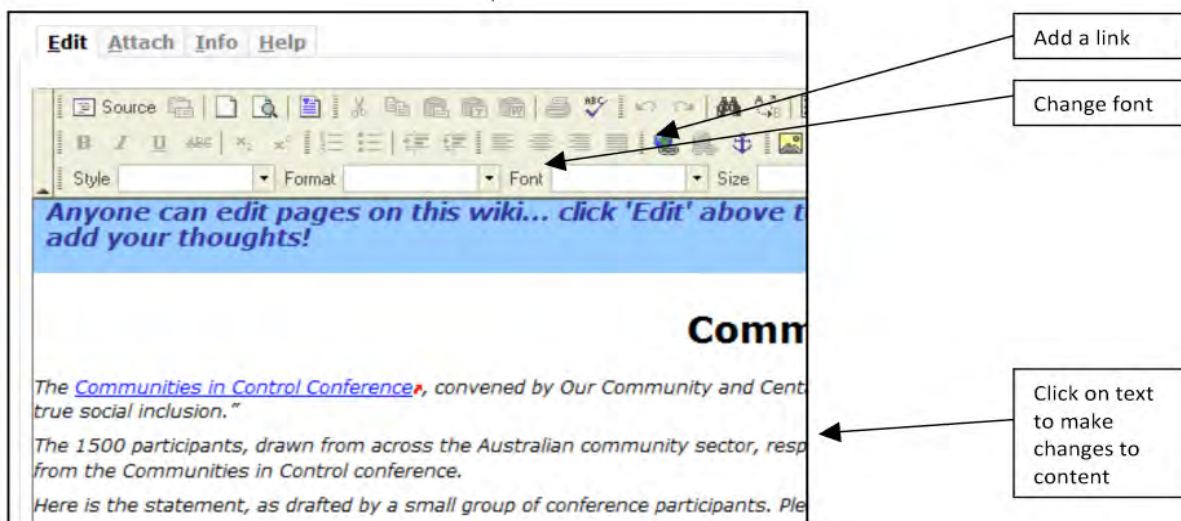 Edit Attach Info Help
Source ABC
B I U ABC x₂ x²
Style Format Font Size
Anyone can edit pages on this wiki... click 'Edit' above t
add your thoughts!
Comm
The Communities in Control Conference, convened by Our Community and Cent
true social inclusion.”
The 1500 participants, drawn from across the Australian community sector, resp
from the Communities in Control conference.
Here is the statement, as drafted by a small group of conference participants. Ple
Add a link
Change font
Click on text
to make
changes to
content